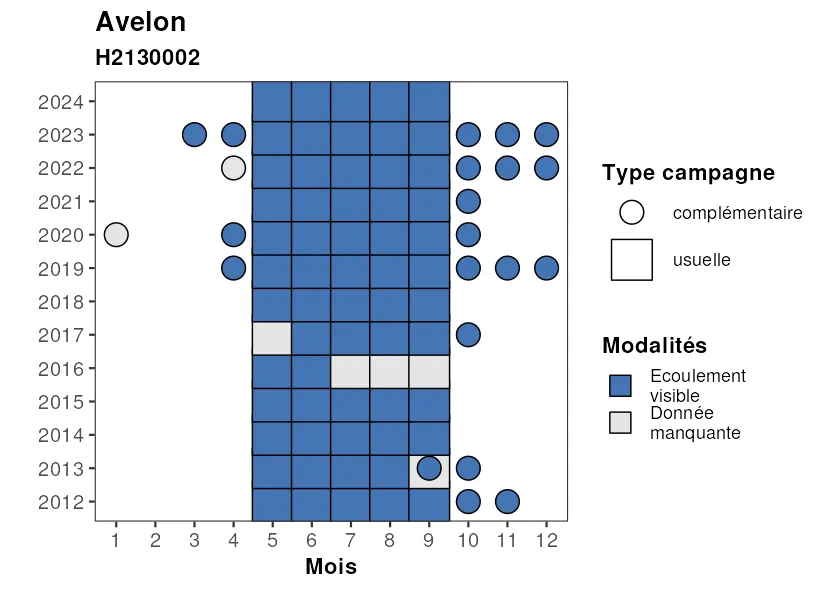 Avelon
H2130002
2024
2023
2022
2021
2020
2019
2018
2017
2016
2015
2014
2013
2012
1 2 3 4 5 6 7 8 9 10 11 12
Mois
Type campagne
complémentaire
usuelle
Modalités
Ecoulement
visible
Donnée
manquante